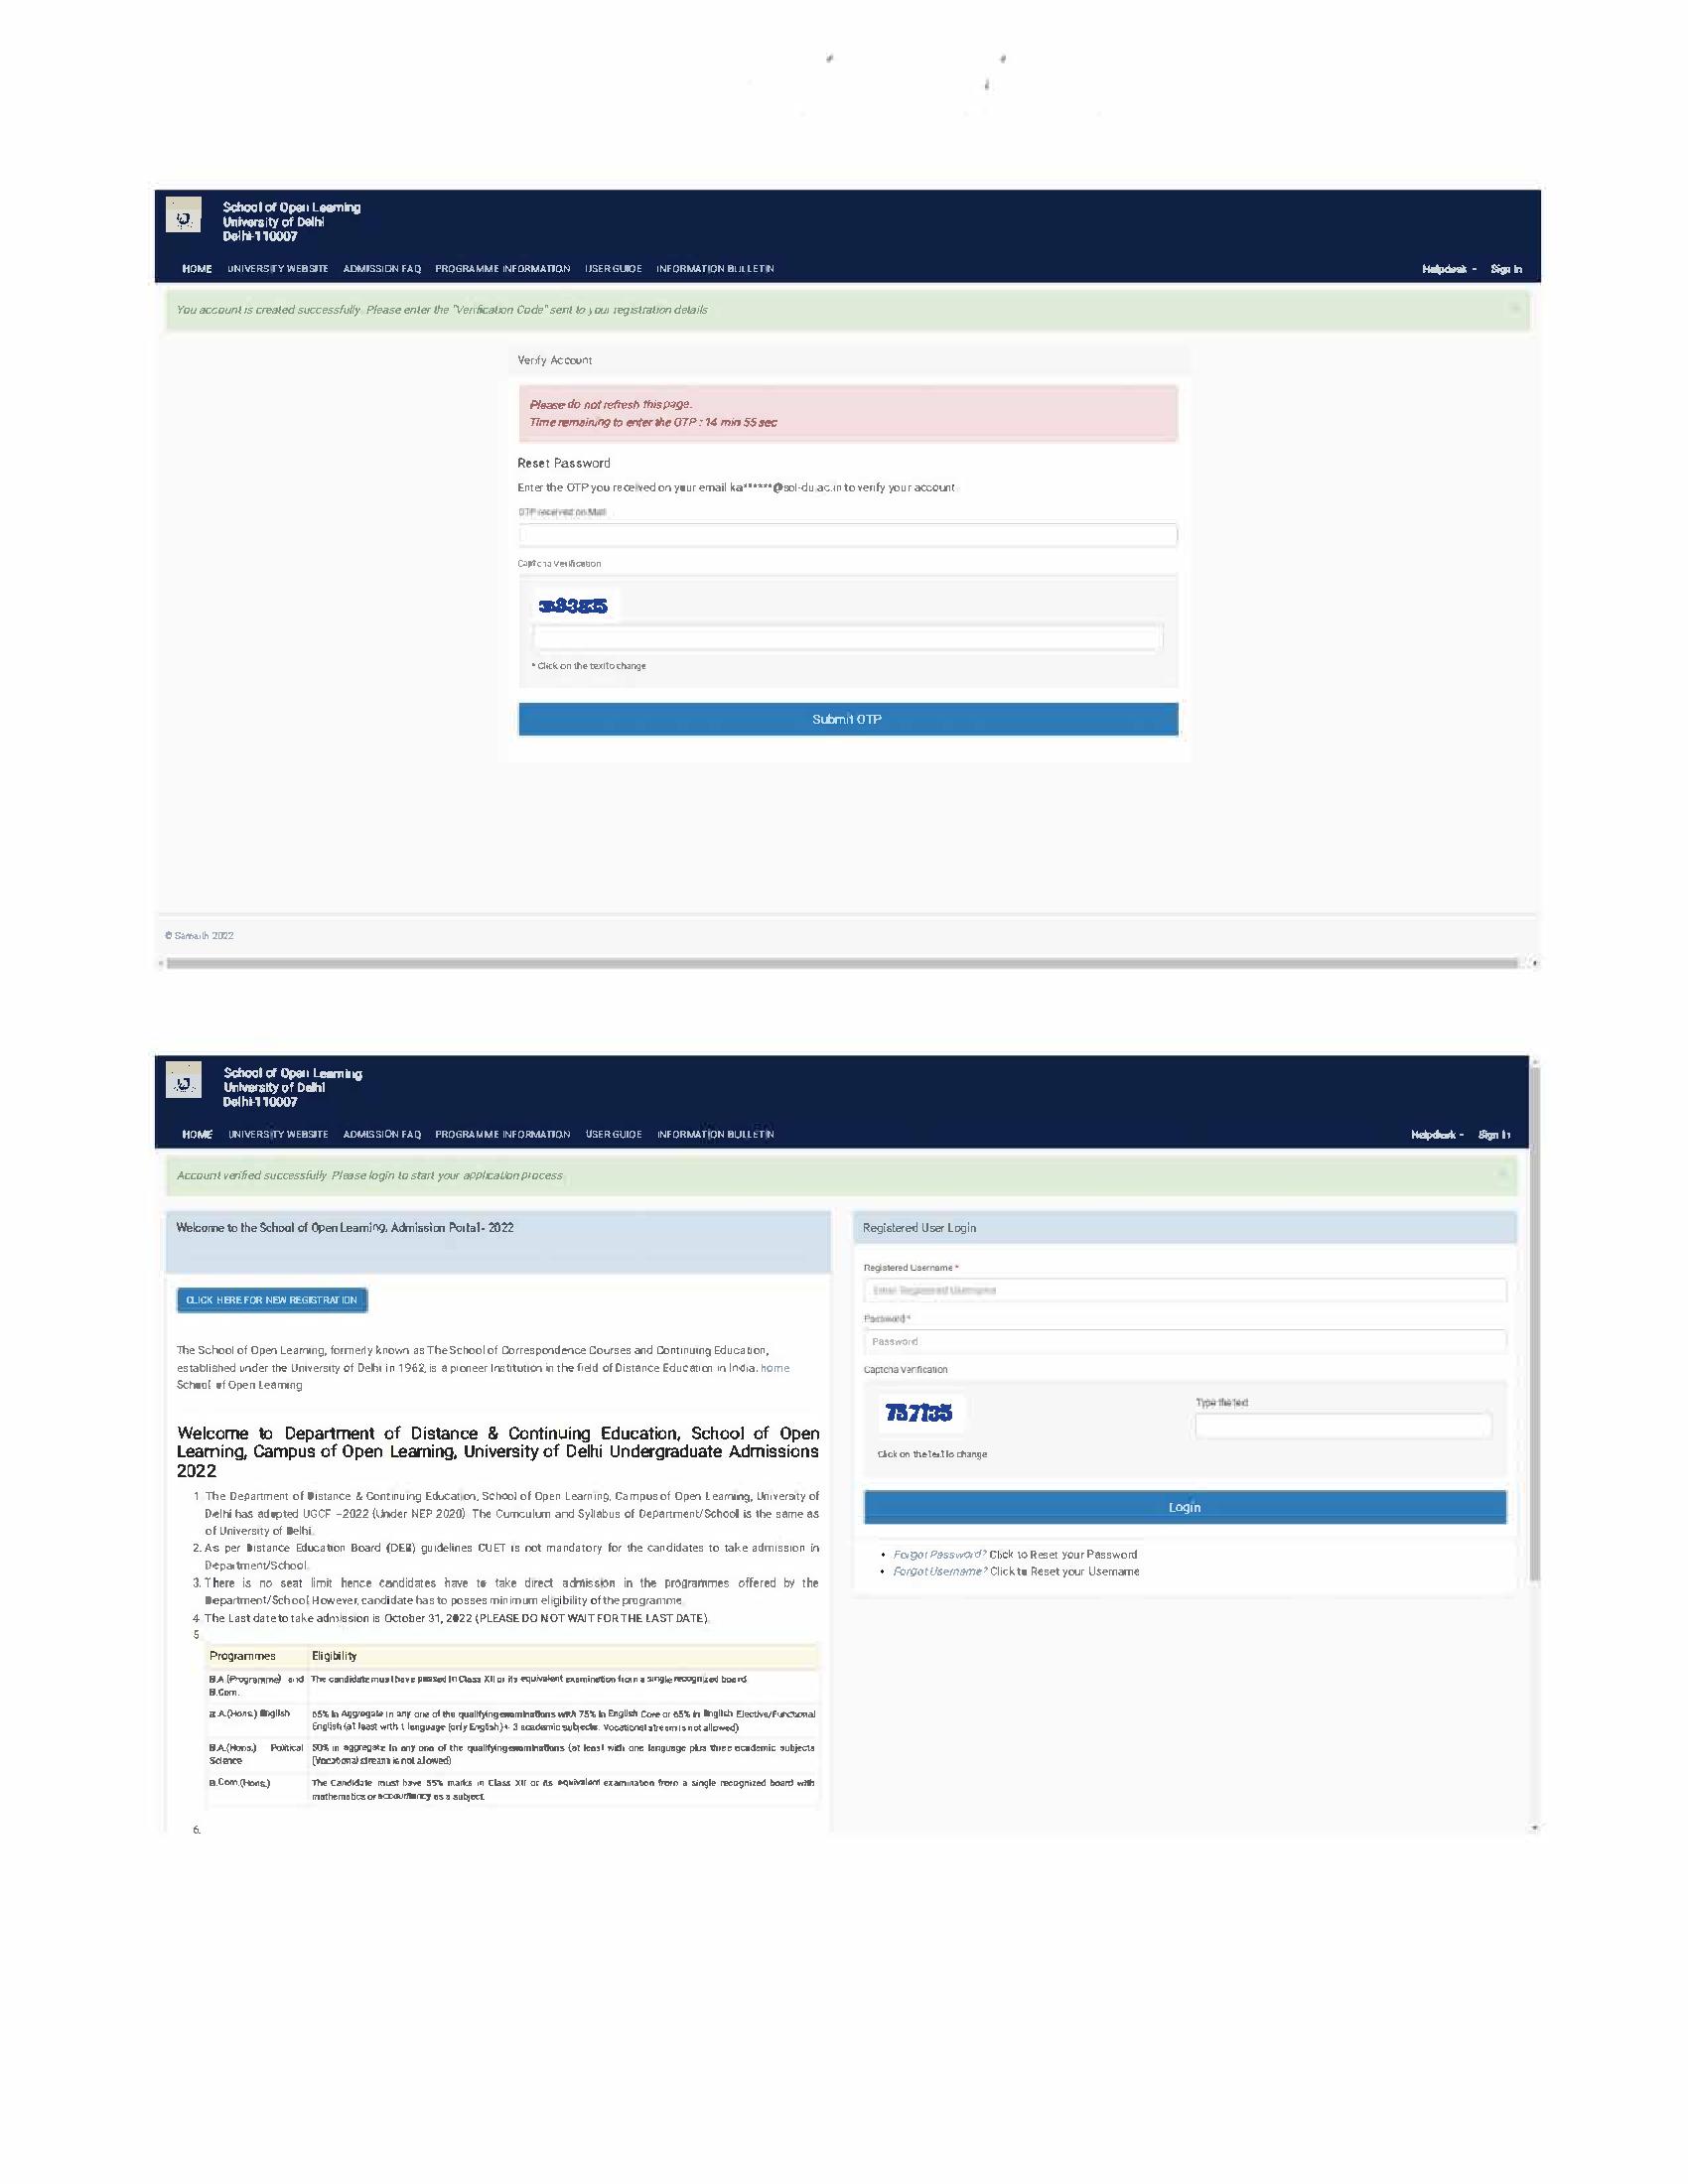 School of Open Learning
University of Delhi
Delhi-110007
HOME UNIVERSITY WEBSITE ADMISSION FAQ PROGRAMME INFORMATION USER GUIDE INFORMATION BULLETIN Helpdesk Sign In
You account is created successfully. Please enter the "Verification Code" sent to your registration details
Verify Account
Please do not refresh this page.
Time remaining to enter the OTP : 14 min 55 sec
Reset Password
Enter the OTP you received on your email ka******@sol-du.ac.in to verify your account
OTP received on Mail
Captcha Verification
* Click on the text to change
Submit OTP
© Samarth 2022
School of Open Learning
University of Delhi
Delhi-110007
HOME UNIVERSITY WEBSITE ADMISSION FAQ PROGRAMME INFORMATION USER GUIDE INFORMATION BULLETIN Helpdesk Sign In
Account verified successfully. Please login to start your application process
Welcome to the School of Open Learning, Admission Portal- 2022
CLICK HERE FOR NEW REGISTRATION
The School of Open Learning, formerly known as The School of Correspondence Courses and Continuing Education,
established under the University of Delhi in 1962, is a pioneer Institution in the field of Distance Education in India. home
School of Open Learning
Welcome to Department of Distance & Continuing Education, School of Open
Learning, Campus of Open Learning, University of Delhi Undergraduate Admissions
2022
1. The Department of Distance & Continuing Education, School of Open Learning, Campus of Open Learning, University of
Delhi has adopted UGCF -2022 (Under NEP 2020). The Curriculum and Syllabus of Department/School is the same as
of University of Delhi.
2. As per Distance Education Board (DEB) guidelines CUET is not mandatory for the candidates to take admission in
Department/School.
3. There is no seat limit hence candidates have to take direct admission in the programmes offered by the
Department/School However, candidate has to posses minimum eligibility of the programme.
4. The Last date to take admission is October 31, 2022 (PLEASE DO NOT WAIT FOR THE LAST DATE).
5.
Programmes Eligibility
B.A.(Programme) and The candidate must have passed in Class XII or its equivalent examination from a single recognized board.
B.Com.
B.A.(Hons.) English 65% in Aggregate in any one of the qualifying examinations with 75% in English Core or 65% in English Elective/Functional
English (at least with 1 language (only English)+ 3 academic subjects. Vocational stream is not allowed)
B.A.(Hons.) Political 50% in aggregate in any one of the qualifying examinations (at least with one language plus three academic subjects
Science (Vocational stream is not allowed)
B.Com.(Hons.) The Candidate must have 55% marks in Class XII or its equivalent examination from a single recognized board with
mathematics or accountancy as a subject.
6.
Registered User Login
Registered Username *
Enter Registered Username
Password *
Password
Captcha Verification
Type the text
Click on the text to change
Login
Forgot Password? Click to Reset your Password
Forgot Username? Click to Reset your Username